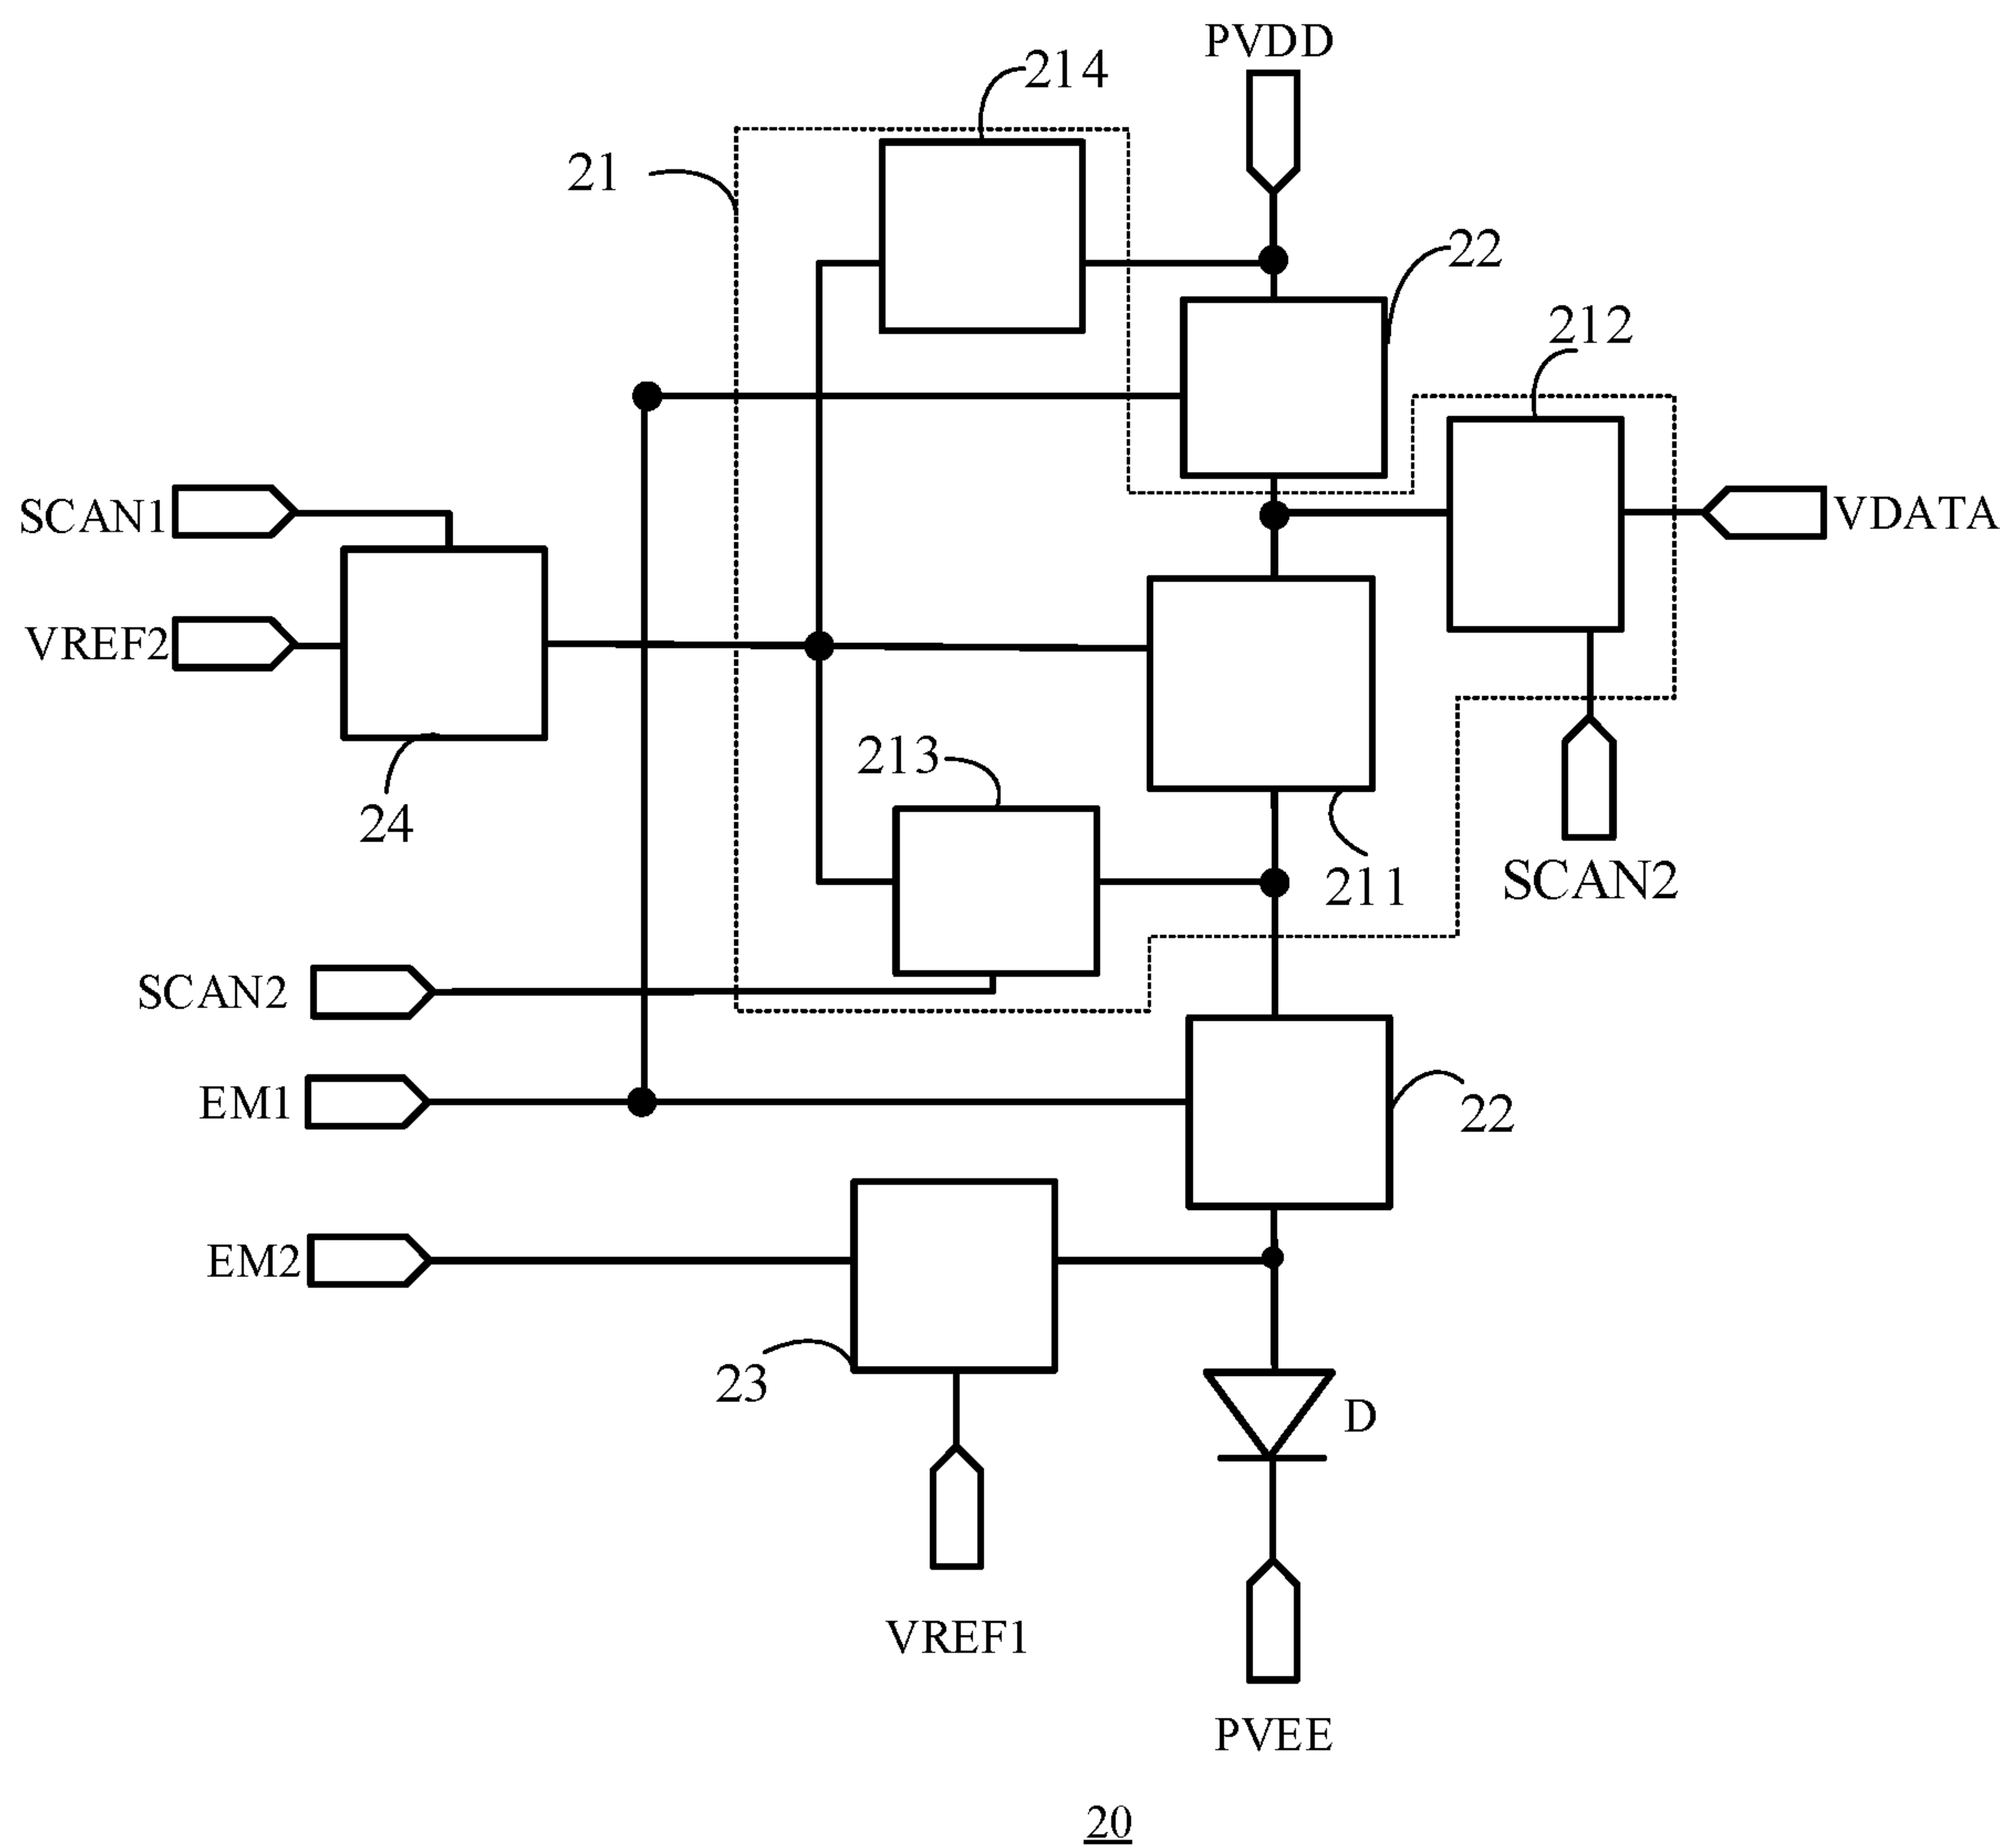 PVDD
214
21
22
212
SCAN1
VDATA
VREF2
213
24
211
SCAN2
SCAN2
EM1
22
EM2
23
D
VREF1
PVEE
20